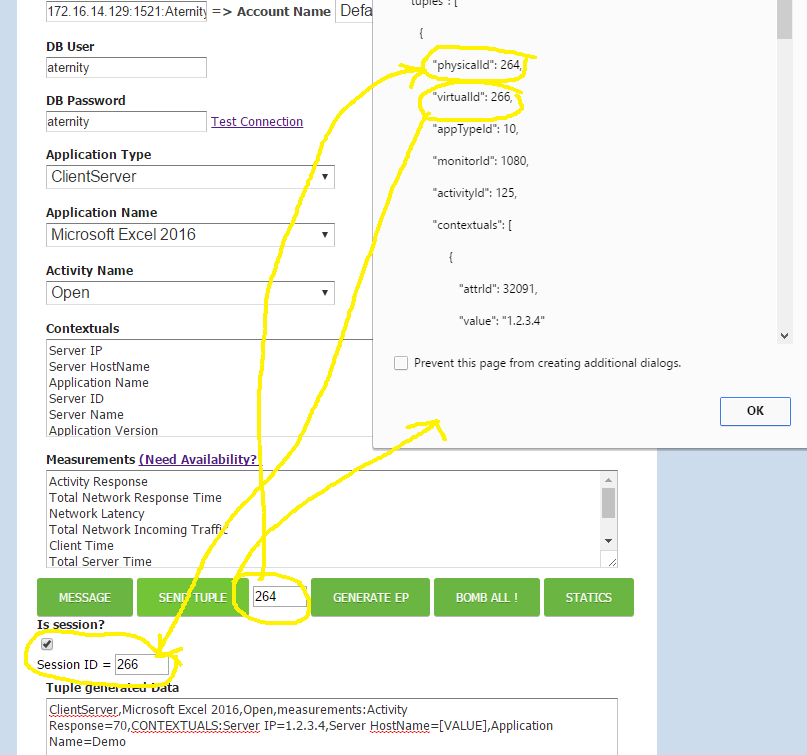 172.16.14.129:1521:Aternity => Account Name Defa
DB User
aternity
DB Password
aternity Test Connection
Application Type
ClientServer
Application Name
Microsoft Excel 2016
Activity Name
Open
Contextuals
Server IP
Server HostName
Application Name
Server ID
Server Name
Application Version
tuples": [
{
"physicalId": 264,
"virtualId": 266,
"appTypeId": 10,
"monitorId": 1080,
"activityId": 125,
"contextuals": [
{
"attrId": 32091,
"value": "1.2.3.4"
Prevent this page from creating additional dialogs.
OK
Measurements (Need Availability?
Activity Response
Total Network Response Time
Network Latency
Total Network Incoming Traffic
Client Time
Total Server Time
MESSAGE SEND TUPLE 264 GENERATE EP BOMB ALL ! STATICS
Is session?
Session ID = 266
Tuple generated Data
ClientServer,Microsoft Excel 2016,Open,measurements:Activity
Response=70,CONTEXTUALS:Server IP=1.2.3.4,Server HostName=[VALUE],Application
Name=Demo